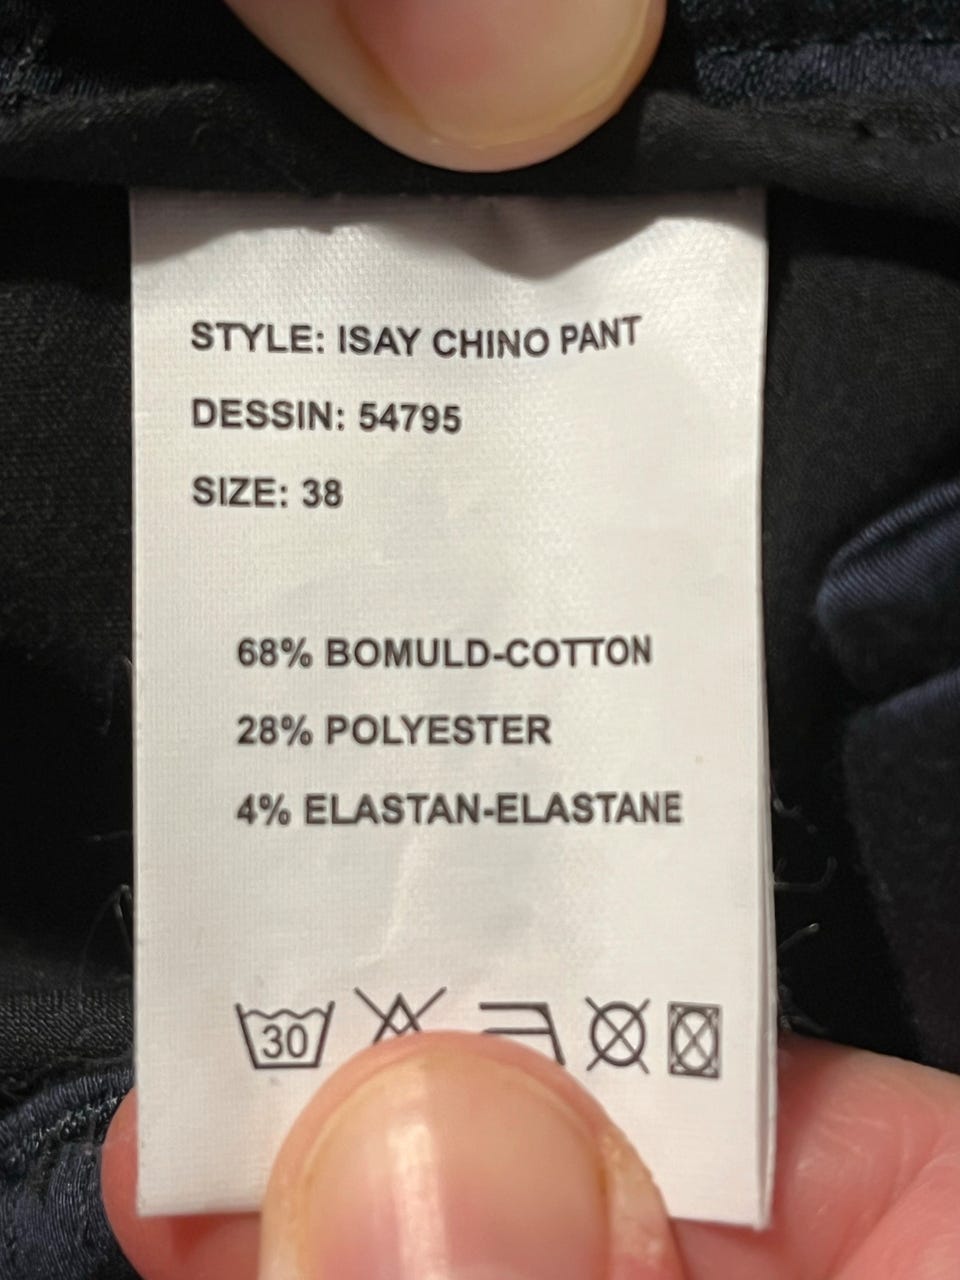 STYLE: ISAY CHINO PANT
DESSIN: 54795
SIZE: 38
68% BOMULD-COTTON
28% POLYESTER
4% ELASTAN-ELASTANE
30